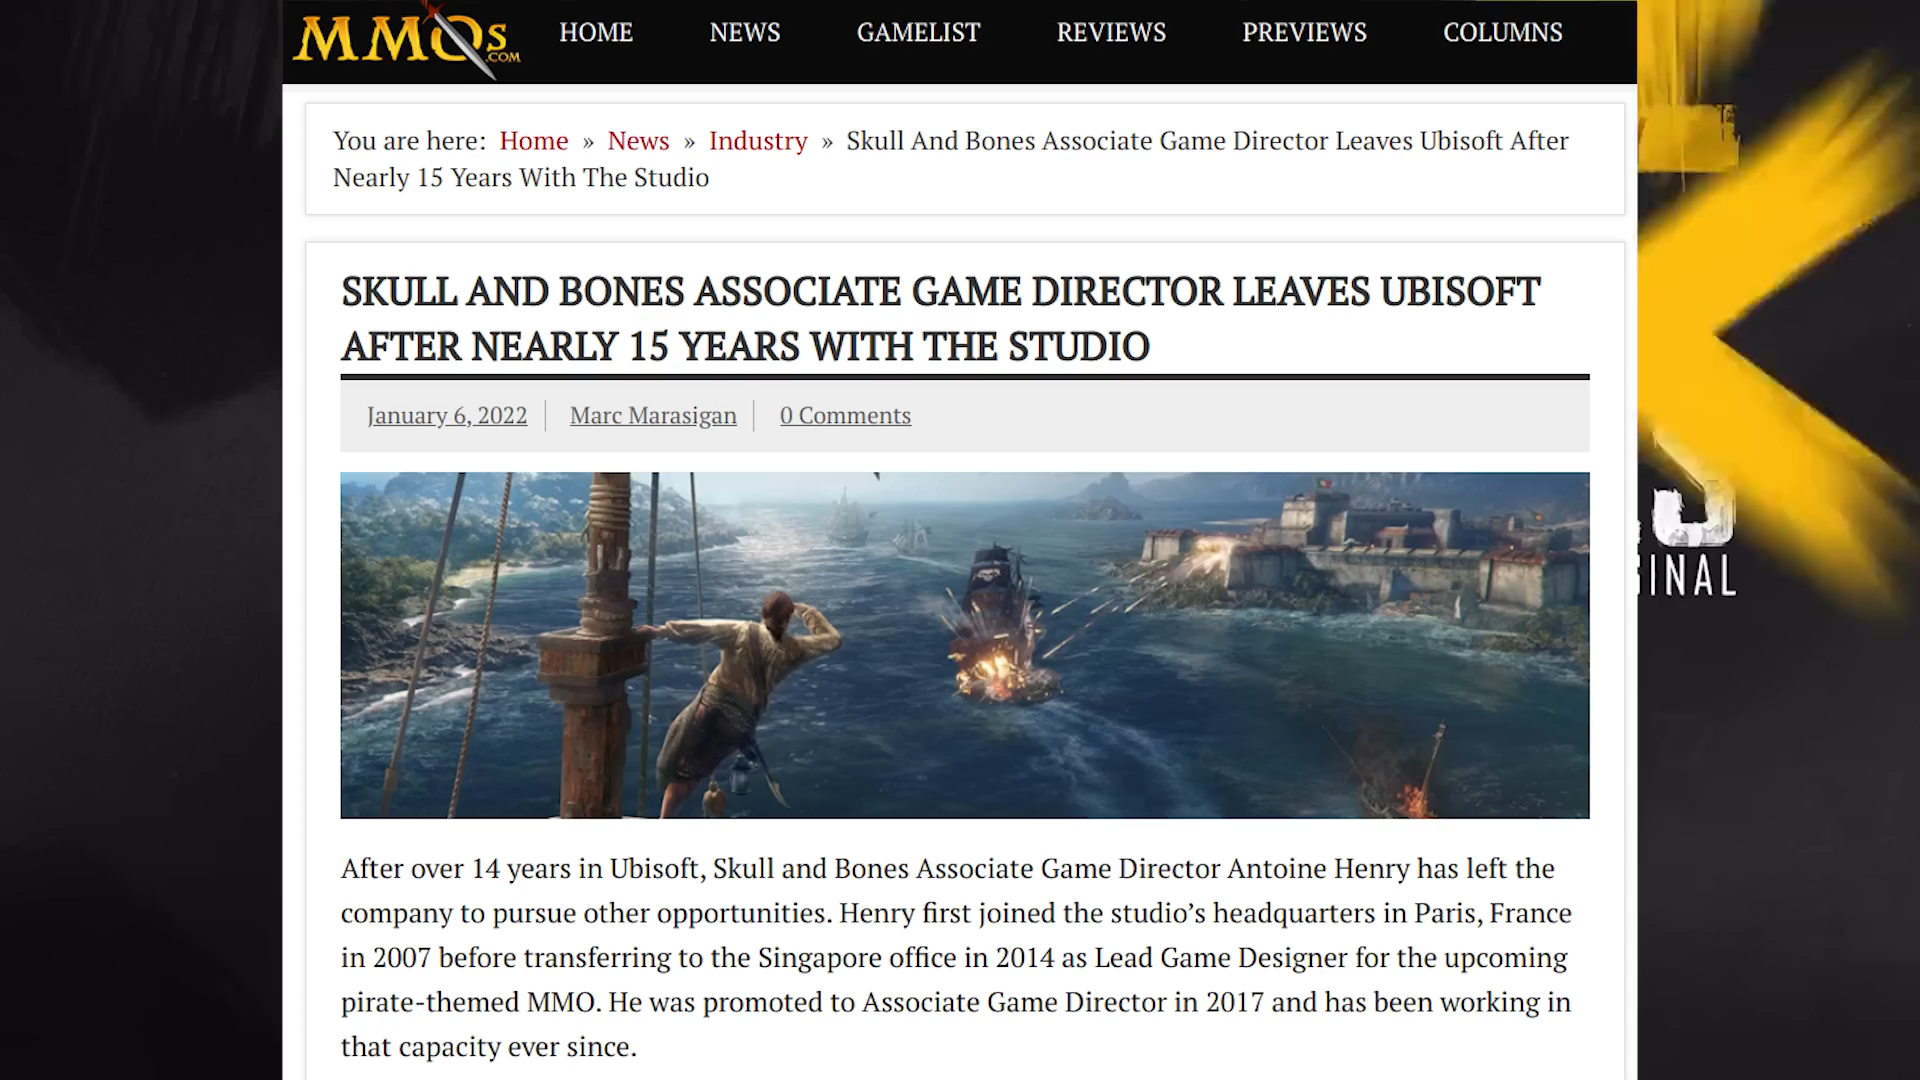 MMOs.COM
HOME
NEWS
GAMELIST
REVIEWS
PREVIEWS
COLUMNS
You are here: Home » News » Industry » Skull And Bones Associate Game Director Leaves Ubisoft After
Nearly 15 Years With The Studio
SKULL AND BONES ASSOCIATE GAME DIRECTOR LEAVES UBISOFT
AFTER NEARLY 15 YEARS WITH THE STUDIO
January 6, 2022
Marc Marasigan
0 Comments
After over 14 years in Ubisoft, Skull and Bones Associate Game Director Antoine Henry has left the
company to pursue other opportunities. Henry first joined the studio’s headquarters in Paris, France
in 2007 before transferring to the Singapore office in 2014 as Lead Game Designer for the upcoming
pirate-themed MMO. He was promoted to Associate Game Director in 2017 and has been working in
that capacity ever since.